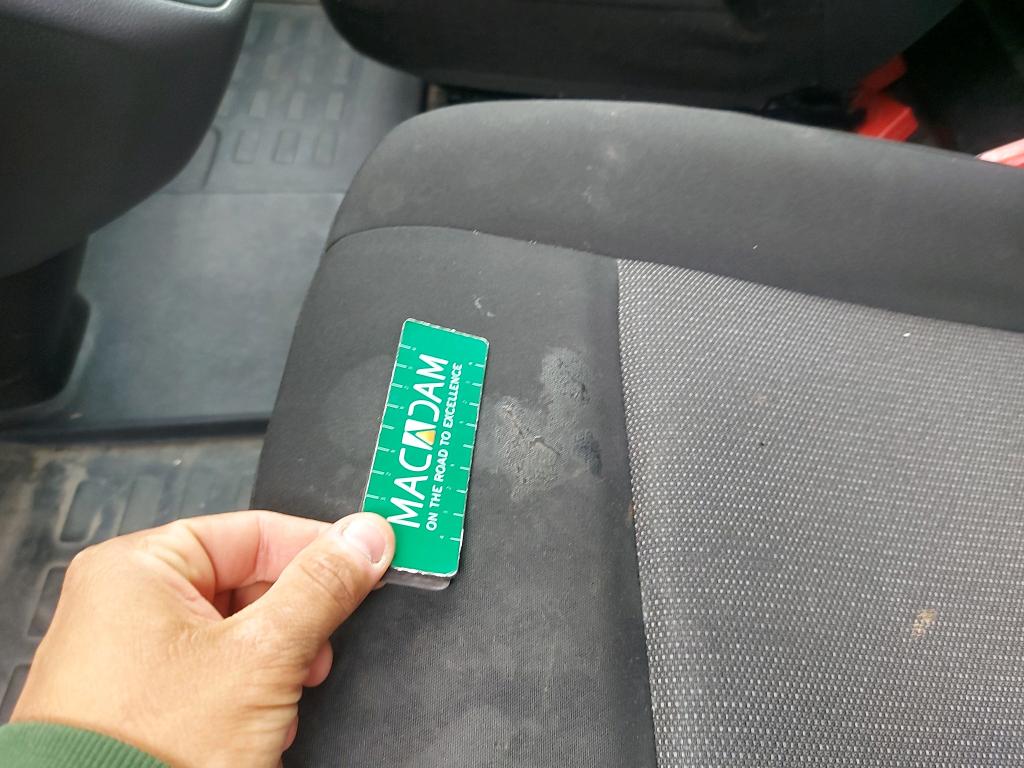 MACADAM
ON THE ROAD TO EXCELLENCE